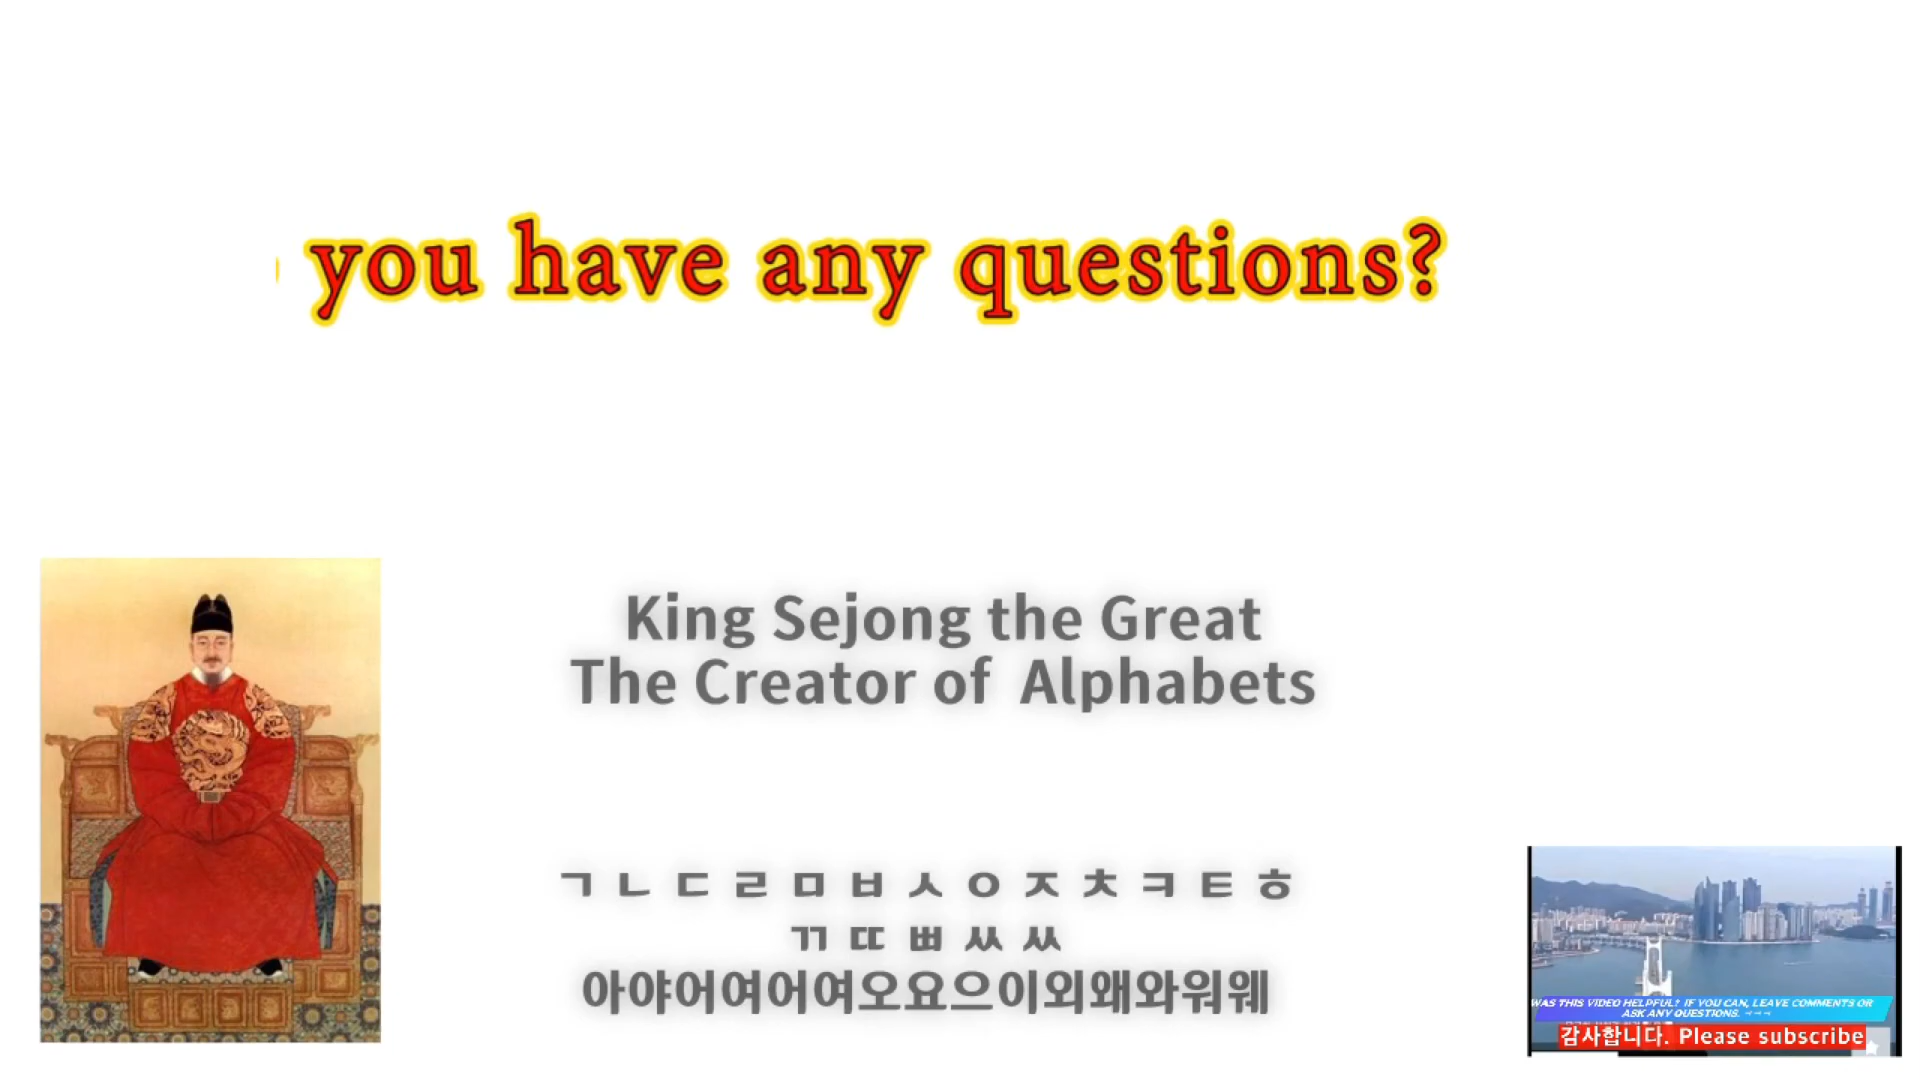 you have any questions?
King Sejong the Great
The Creator of Alphabets
ㄱ ㄴ ㄷ ㄹ ㅁ ㅂ ㅅ ㅇ ㅈ ㅊ ㅋ ㅌ ㅎ
ㄲ ㄸ ㅃ ㅆ ㅆ
아야어여어여오요으이외왜와워웨
WAS THIS VIDEO HELPFUL? IF YOU CAN, LEAVE COMMENTS OR
ASK ANY QUESTIONS. ~~~
감사합니다. Please subscribe